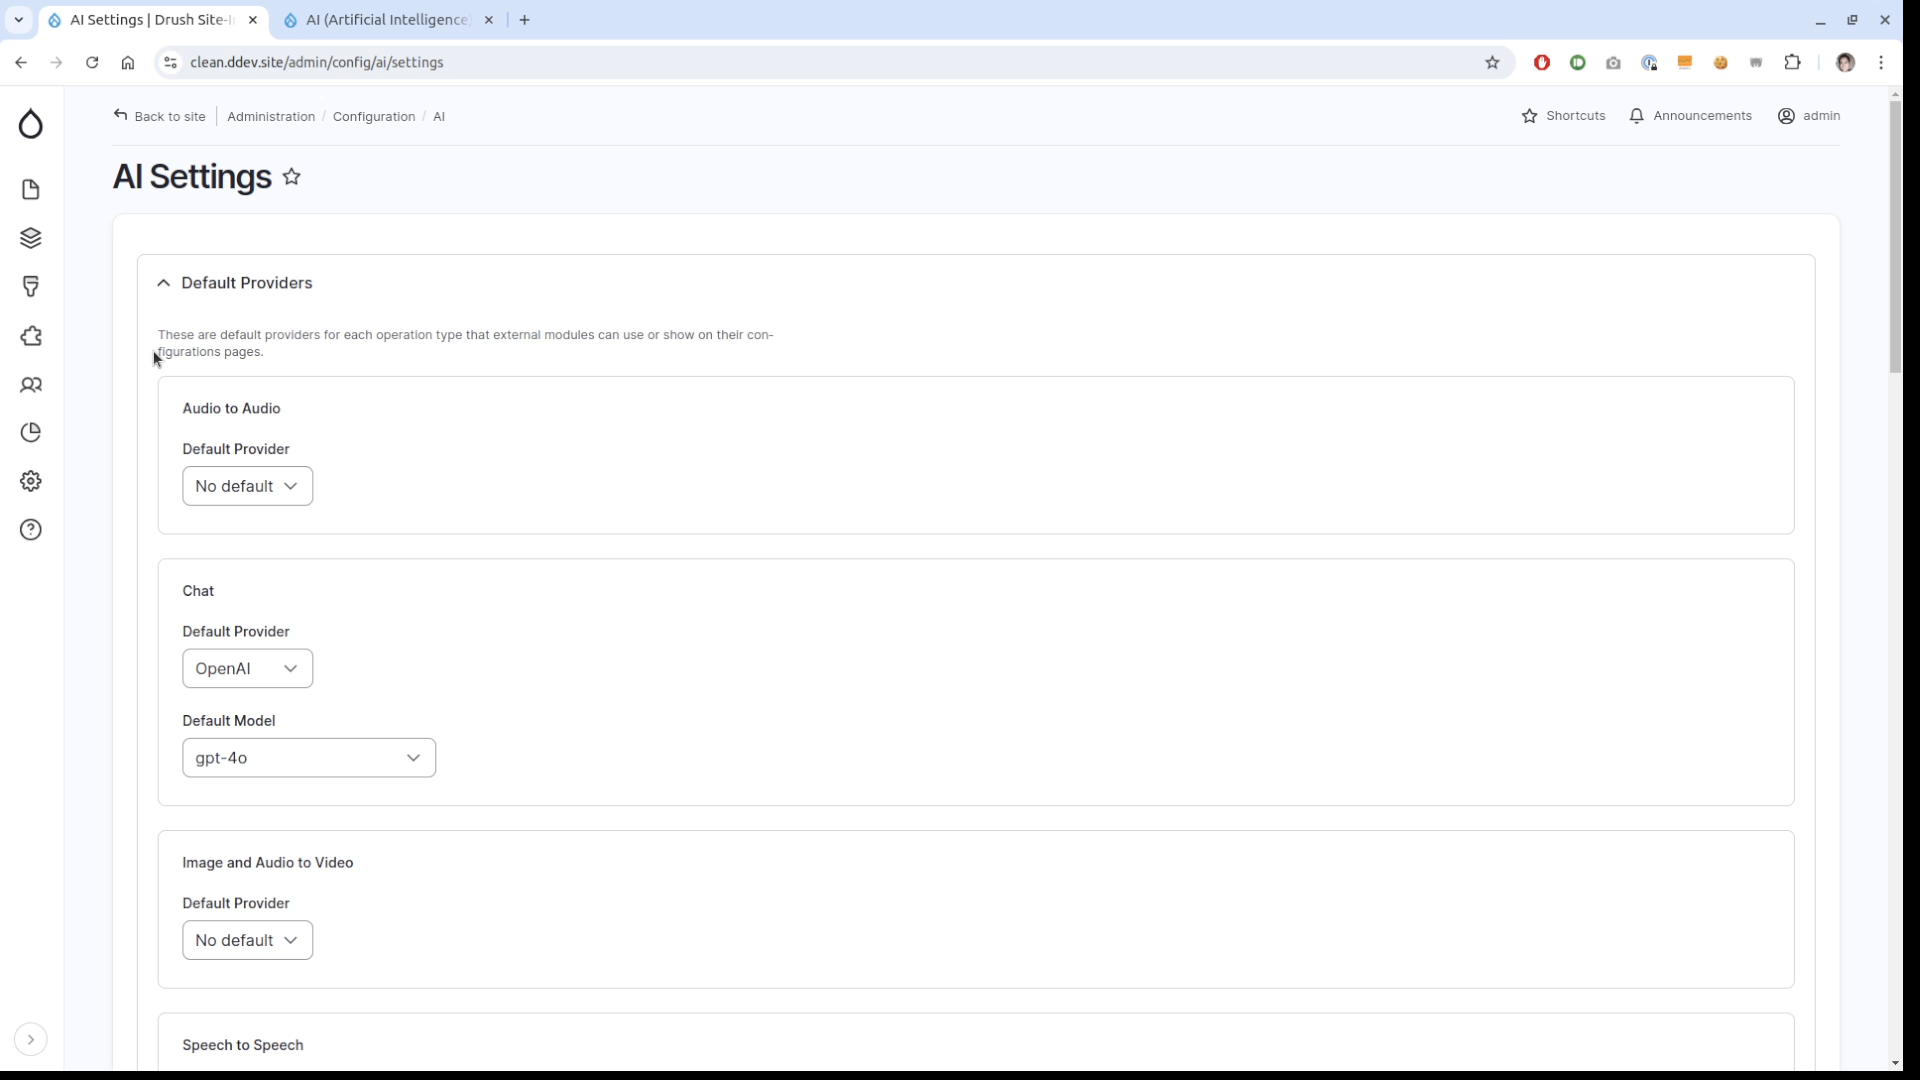 AI Settings | Drush Site-I
AI (Artificial Intelligence)
clean.ddev.site/admin/config/ai/settings
Back to site
Administration / Configuration / AI
Shortcuts
Announcements
admin
AI Settings
Default Providers
These are default providers for each operation type that external modules can use or show on their con-
figurations pages.
Audio to Audio
Default Provider
No default
Chat
Default Provider
OpenAI
Default Model
gpt-4o
Image and Audio to Video
Default Provider
No default
Speech to Speech